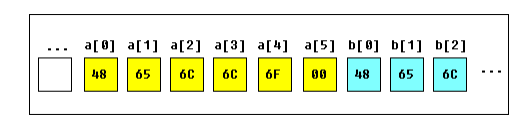 ... a[0] a[1] a[2] a[3] a[4] a[5] b[0] b[1] b[2]
48 65 6C 6C 6F 00 48 65 6C ...